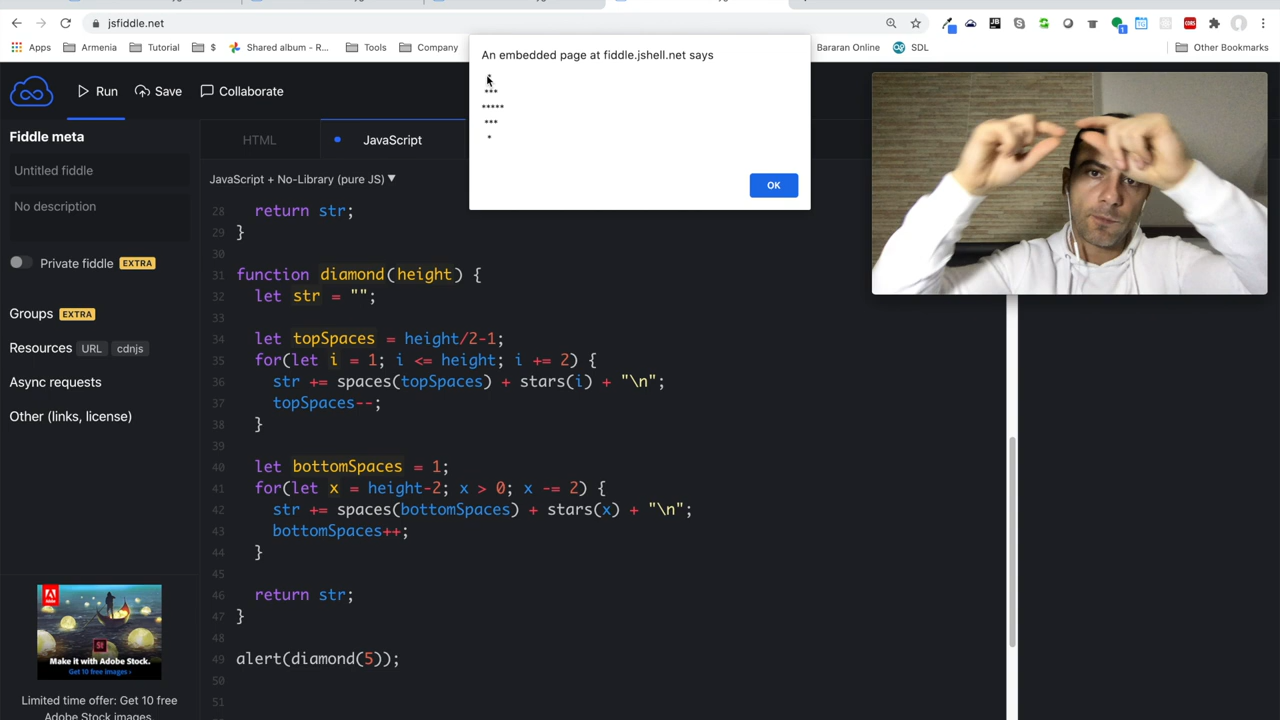 jsfiddle.net
Apps
Armenia
Tutorial
$
Shared album - R...
Tools
Company
Bararan Online
SDL
Other Bookmarks
An embedded page at fiddle.jshell.net says
***
*****
***
*
OK
Run
Save
Collaborate
Fiddle meta
Untitled fiddle
No description
Private fiddle EXTRA
Groups EXTRA
Resources URL cdnjs
Async requests
Other (links, license)
Make it with Adobe Stock.
Get 10 free images ›
Limited time offer: Get 10 free
Adobe Stock images.
HTML
JavaScript
JavaScript + No-Library (pure JS) ▼
28 return str;
29 }
30
31 function diamond(height) {
32 let str = "";
33
34 let topSpaces = height/2-1;
35 for(let i = 1; i <= height; i += 2) {
36 str += spaces(topSpaces) + stars(i) + "\n";
37 topSpaces--;
38 }
39
40 let bottomSpaces = 1;
41 for(let x = height-2; x > 0; x -= 2) {
42 str += spaces(bottomSpaces) + stars(x) + "\n";
43 bottomSpaces++;
44 }
45
46 return str;
47 }
48
49 alert(diamond(5));
50
51